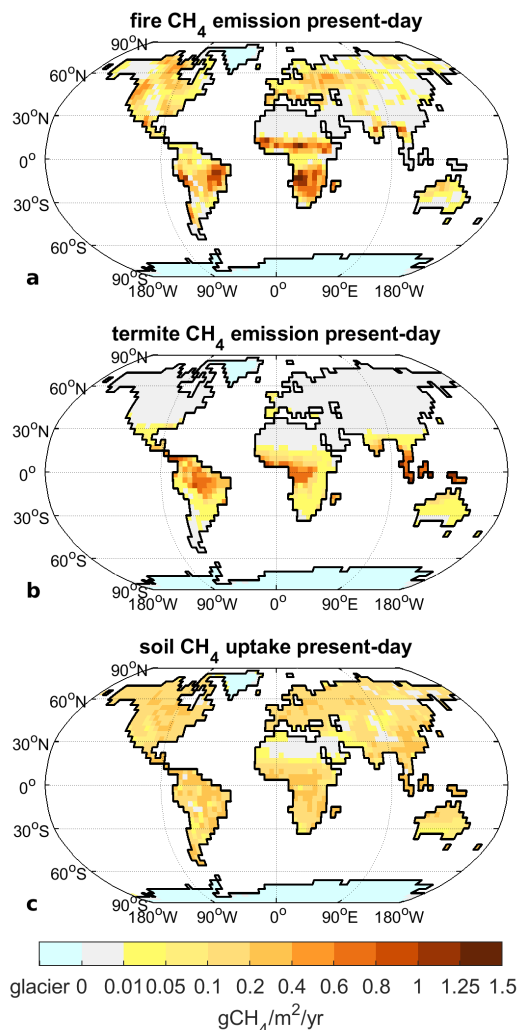 fire CH₄ emission present-day
90°N
60°N
30°N
0°
30°S
60°S
90°S
a
180°W 90°W 0° 90°E 180°W
termite CH₄ emission present-day
90°N
60°N
30°N
0°
30°S
60°S
90°S
b
180°W 90°W 0° 90°E 180°W
soil CH₄ uptake present-day
90°N
60°N
30°N
0°
30°S
60°S
90°S
c
180°W 90°W 0° 90°E 180°W
glacier 0 0.01 0.05 0.1 0.2 0.4 0.6 0.8 1 1.25 1.5
gCH₄/m²/yr